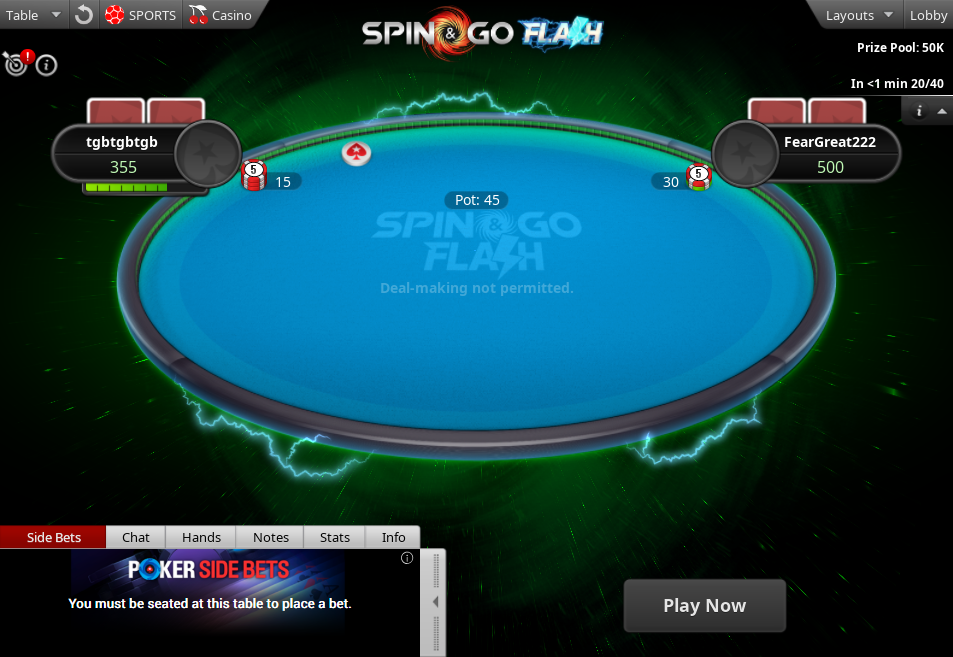 Table
SPORTS
Casino
SPIN&GO FLASH
Layouts
Lobby
Prize Pool: 50K
In <1 min 20/40
tgbtgbtgb
355
FearGreat222
500
5
15
30
5
Pot: 45
SPIN&GO
FLASH
Deal-making not permitted.
Side Bets
Chat
Hands
Notes
Stats
Info
POKER SIDE BETS
You must be seated at this table to place a bet.
Play Now